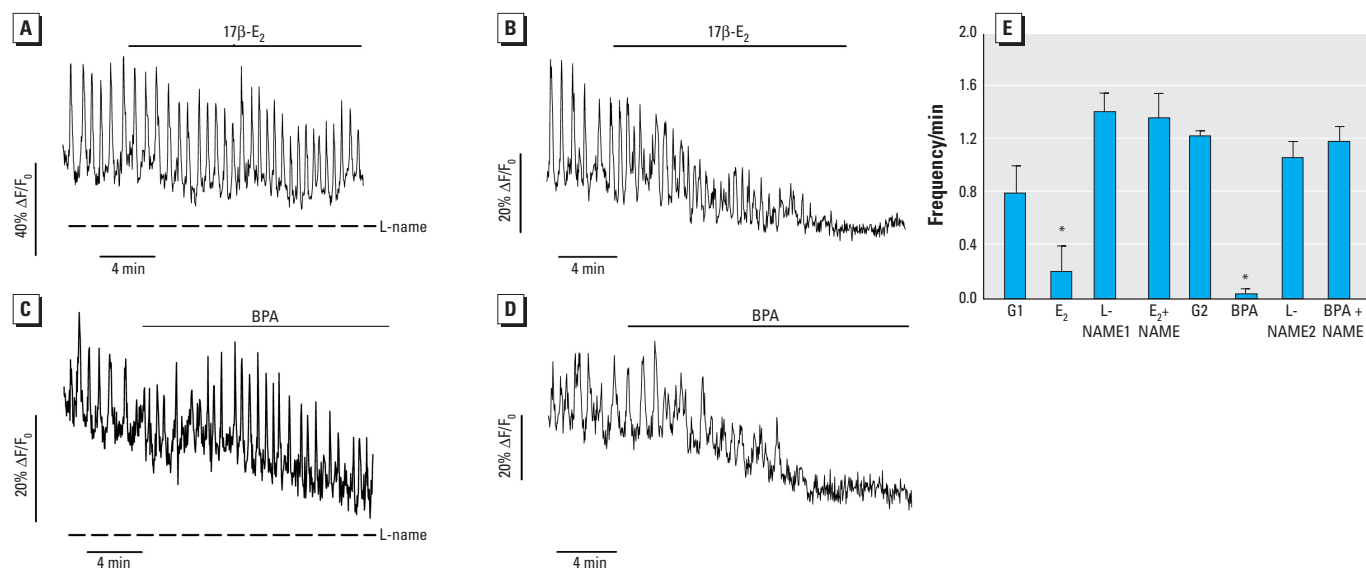 A
17β-E2
40% ΔF/F0
L-name
4 min
B
17β-E2
20% ΔF/F0
4 min
C
BPA
20% ΔF/F0
L-name
4 min
D
BPA
20% ΔF/F0
4 min
E
Frequency/min
2.0
1.6
1.2
0.8
0.4
0.0
*
*
G1
E2
L-
NAME1
E2+
NAME
G2
BPA
L-
NAME2
BPA +
NAME